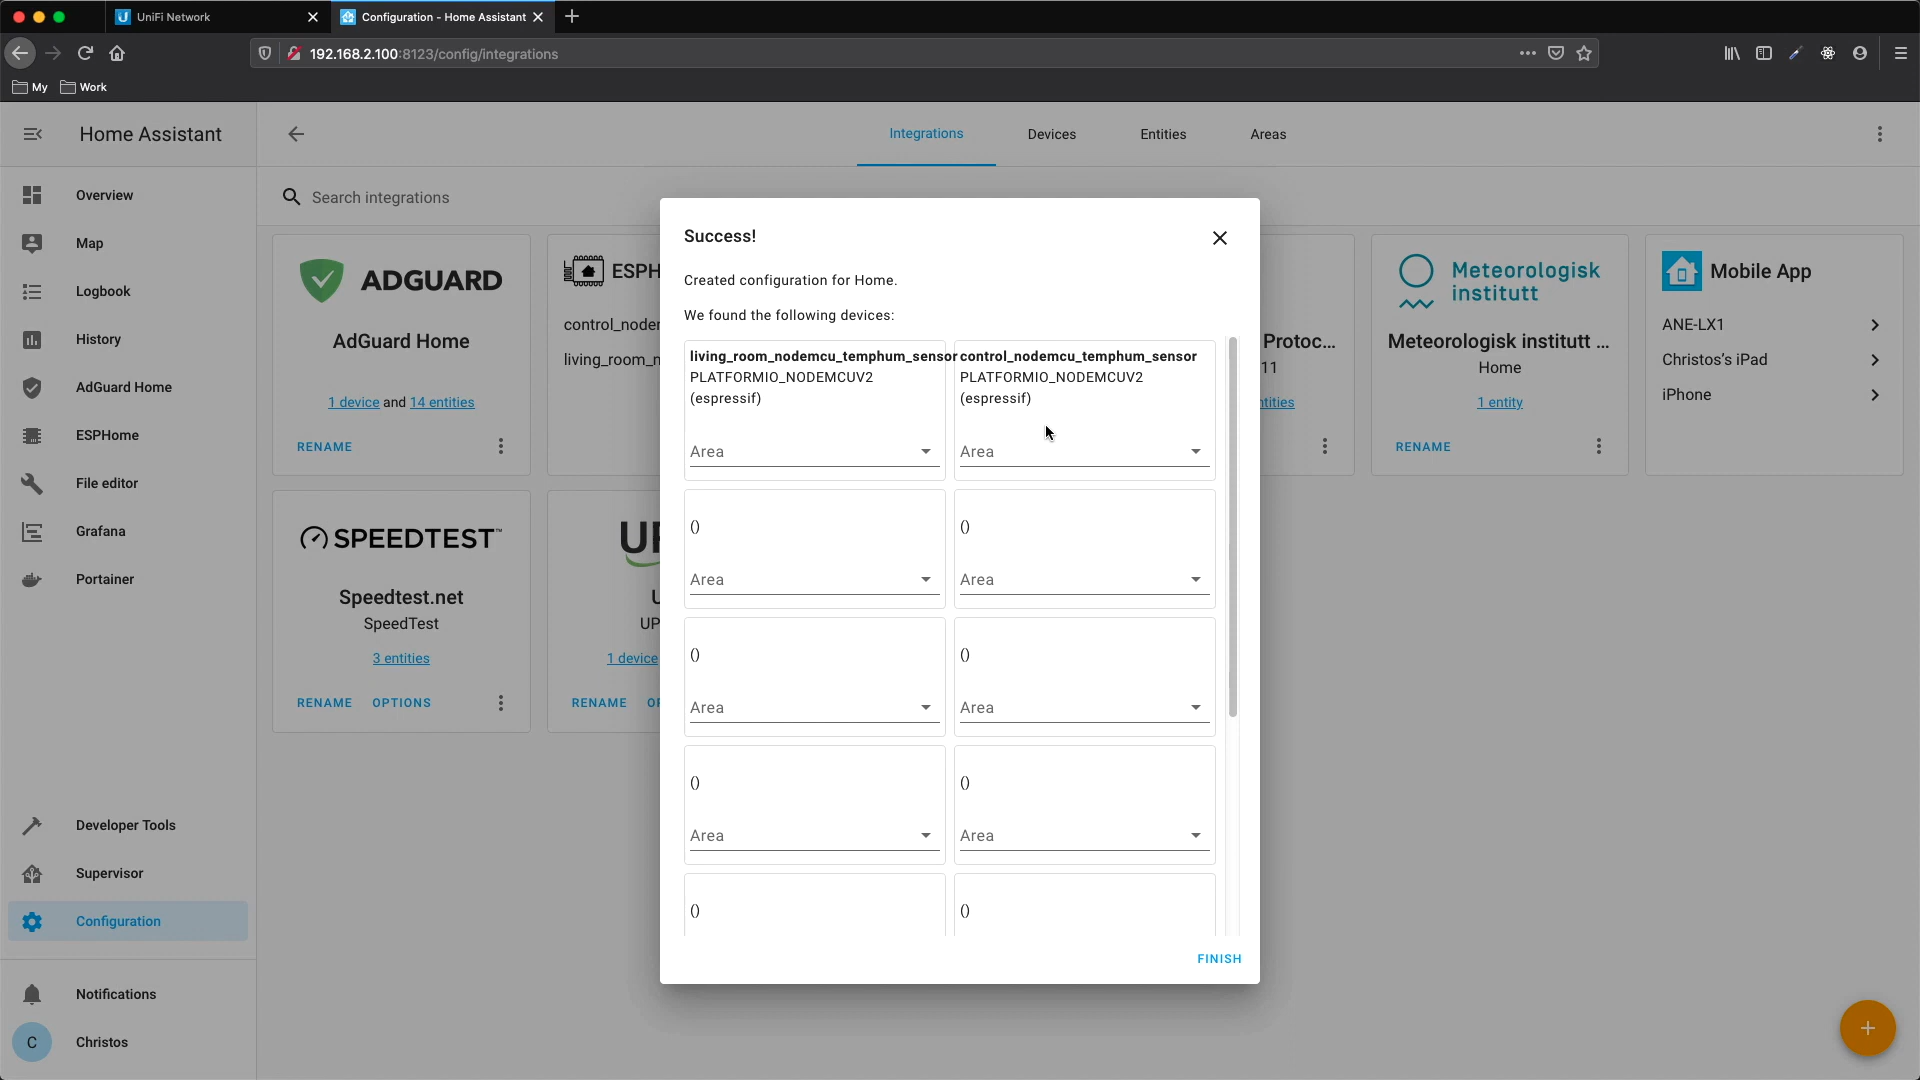 UniFi Network
Configuration - Home Assistant
192.168.2.100:8123/config/integrations
My
Work
Home Assistant
Integrations
Devices
Entities
Areas
Search integrations
Overview
Map
Logbook
History
AdGuard Home
ESPHome
File editor
Grafana
Portainer
Developer Tools
Supervisor
Configuration
Notifications
C
Christos
ADGUARD
AdGuard Home
1 device and 14 entities
RENAME
ESPH
control_noder
living_room_n
Protoc...
11
ntities
Meteorologisk
institutt
Meteorologisk institutt ...
Home
1 entity
RENAME
Mobile App
ANE-LX1
Christos's iPad
iPhone
SPEEDTEST™
Speedtest.net
SpeedTest
3 entities
RENAME
OPTIONS
UP
1 device
RENAME
Success!
Created configuration for Home.
We found the following devices:
living_room_nodemcu_temphum_sensor
PLATFORMIO_NODEMCUV2
(espressif)
Area
control_nodemcu_temphum_sensor
PLATFORMIO_NODEMCUV2
(espressif)
Area
()
Area
()
Area
()
Area
()
Area
()
Area
()
Area
()
()
FINISH